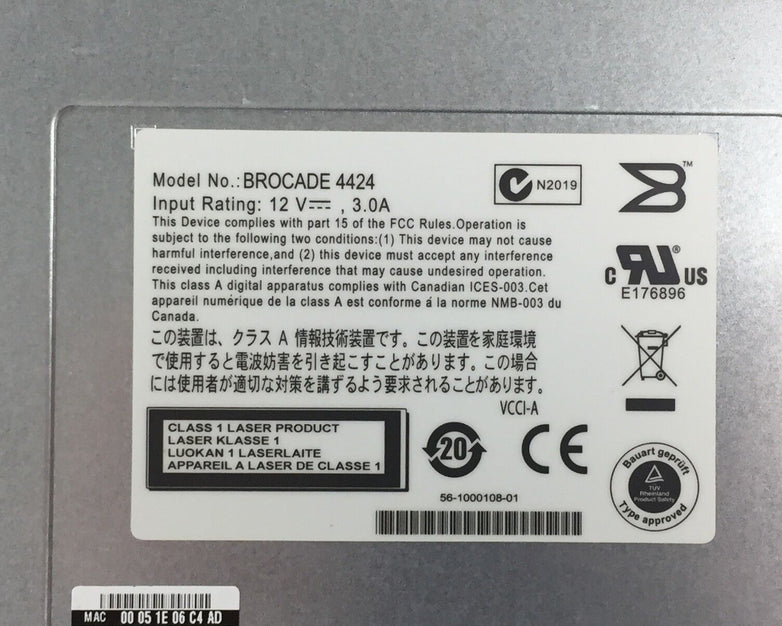 Model No.:BROCADE 4424
Input Rating: 12 V⎓ , 3.0A
This Device complies with part 15 of the FCC Rules.Operation is
subject to the following two conditions:(1) This device may not cause
harmful interference,and (2) this device must accept any interference
received including interference that may cause undesired operation.
This class A digital apparatus complies with Canadian ICES-003.Cet
appareil numérique de la class A est conforme á la norme NMB-003 du
Canada.
N2019
TM
C UL ® US
E176896
この装置は、クラス A 情報技術装置です。この装置を家庭環境
で使用すると電波妨害を引き起こすことがあります。この場合
には使用者が適切な対策を講ずるよう要求されることがあります。
VCCI-A
CLASS 1 LASER PRODUCT
LASER KLASSE 1
LUOKAN 1 LASERLAITE
APPAREIL A LASER DE CLASSE 1
20
CE
56-1000108-01
Bauart geprüft
TÜV
Rheinland
Product Safety
Type approved
MAC 00 05 1E 06 C4 AD